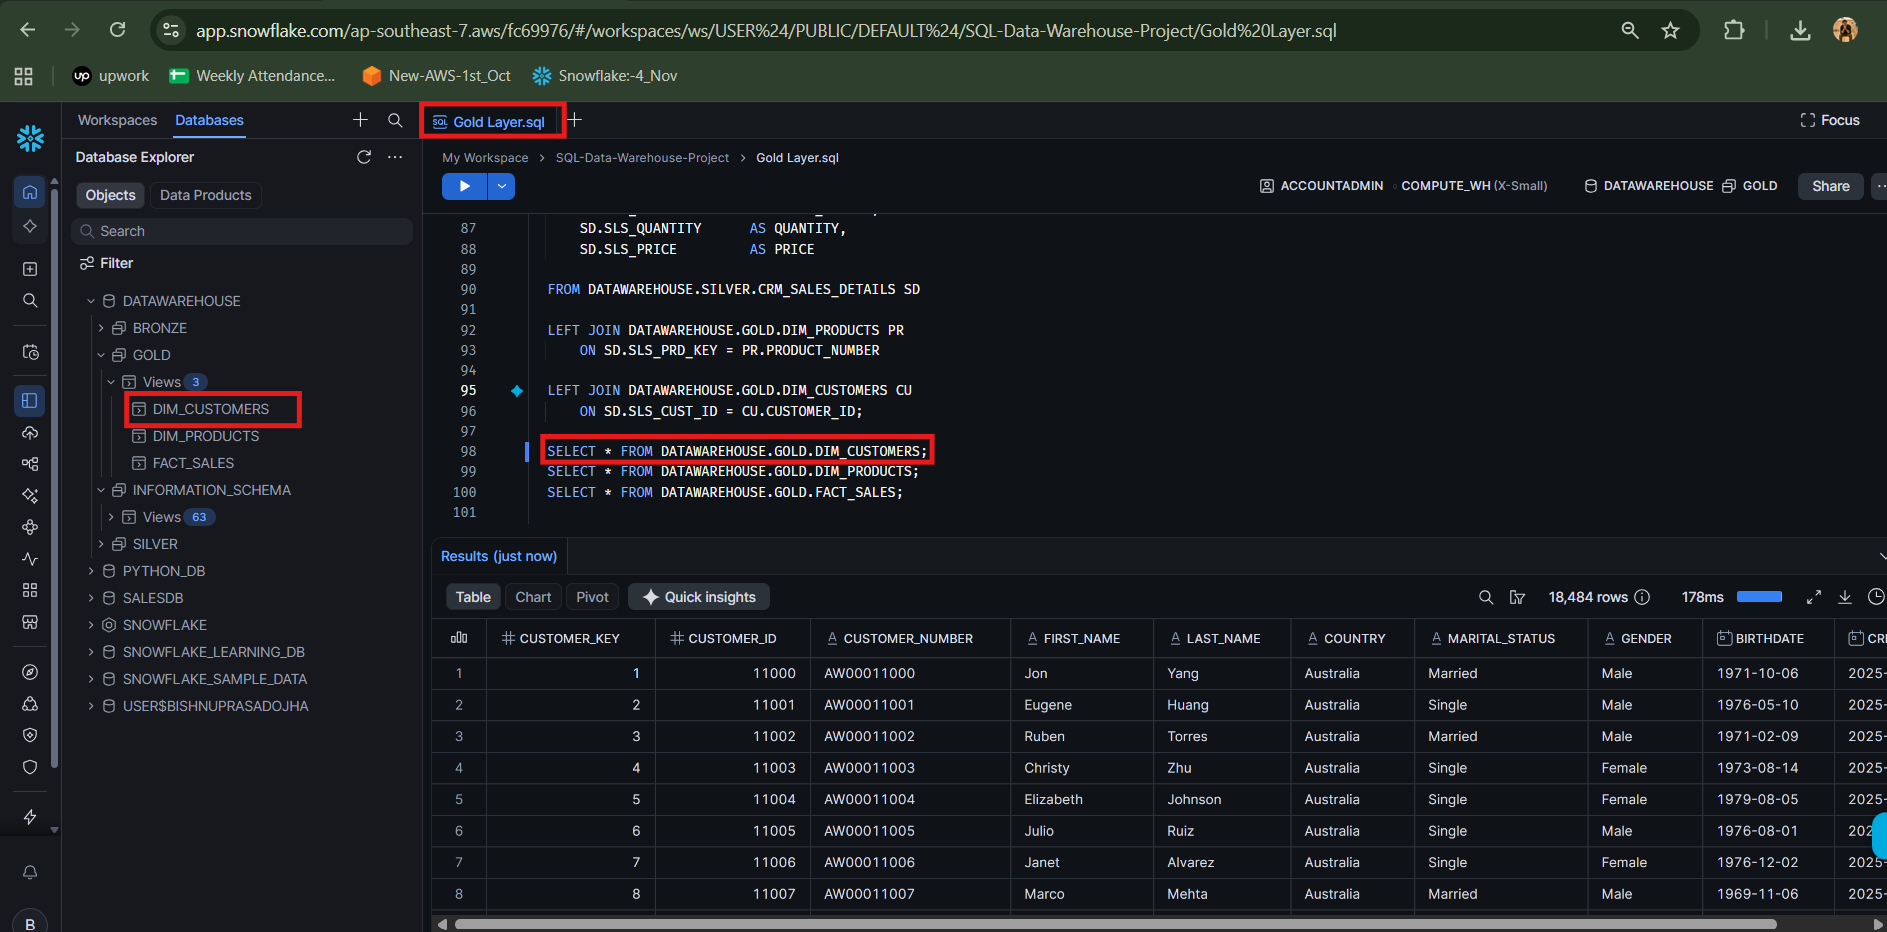 app.snowflake.com/ap-southeast-7.aws/fc69976/#/workspaces/ws/USER%24/PUBLIC/DEFAULT%24/SQL-Data-Warehouse-Project/Gold%20Layer.sql
up upwork Weekly Attendance... New-AWS-1st_Oct Snowflake:-4_Nov
Workspaces Databases
SQL Gold Layer.sql
Focus
Database Explorer
Objects Data Products
Search
Filter
DATAWAREHOUSE
BRONZE
GOLD
Views 3
DIM_CUSTOMERS
DIM_PRODUCTS
FACT_SALES
INFORMATION_SCHEMA
Views 63
SILVER
PYTHON_DB
SALESDB
SNOWFLAKE
SNOWFLAKE_LEARNING_DB
SNOWFLAKE_SAMPLE_DATA
USER$BISHNUPRASADOJHA
B
My Workspace > SQL-Data-Warehouse-Project > Gold Layer.sql
ACCOUNTADMIN COMPUTE_WH (X-Small) DATAWAREHOUSE GOLD Share
87 SD.SLS_QUANTITY AS QUANTITY,
88 SD.SLS_PRICE AS PRICE
89
90 FROM DATAWAREHOUSE.SILVER.CRM_SALES_DETAILS SD
91
92 LEFT JOIN DATAWAREHOUSE.GOLD.DIM_PRODUCTS PR
93 ON SD.SLS_PRD_KEY = PR.PRODUCT_NUMBER
94
95 LEFT JOIN DATAWAREHOUSE.GOLD.DIM_CUSTOMERS CU
96 ON SD.SLS_CUST_ID = CU.CUSTOMER_ID;
97
98 SELECT * FROM DATAWAREHOUSE.GOLD.DIM_CUSTOMERS;
99 SELECT * FROM DATAWAREHOUSE.GOLD.DIM_PRODUCTS;
100 SELECT * FROM DATAWAREHOUSE.GOLD.FACT_SALES;
101
Results (just now)
Table Chart Pivot Quick insights 18,484 rows 178ms
CUSTOMER_KEY CUSTOMER_ID CUSTOMER_NUMBER FIRST_NAME LAST_NAME COUNTRY MARITAL_STATUS GENDER BIRTHDATE CR
1 1 11000 AW00011000 Jon Yang Australia Married Male 1971-10-06 2025-
2 2 11001 AW00011001 Eugene Huang Australia Single Male 1976-05-10 2025-
3 3 11002 AW00011002 Ruben Torres Australia Married Male 1971-02-09 2025-
4 4 11003 AW00011003 Christy Zhu Australia Single Female 1973-08-14 2025-
5 5 11004 AW00011004 Elizabeth Johnson Australia Single Female 1979-08-05 2025-
6 6 11005 AW00011005 Julio Ruiz Australia Single Male 1976-08-01 202
7 7 11006 AW00011006 Janet Alvarez Australia Single Female 1976-12-02 2025-
8 8 11007 AW00011007 Marco Mehta Australia Married Male 1969-11-06 2025-